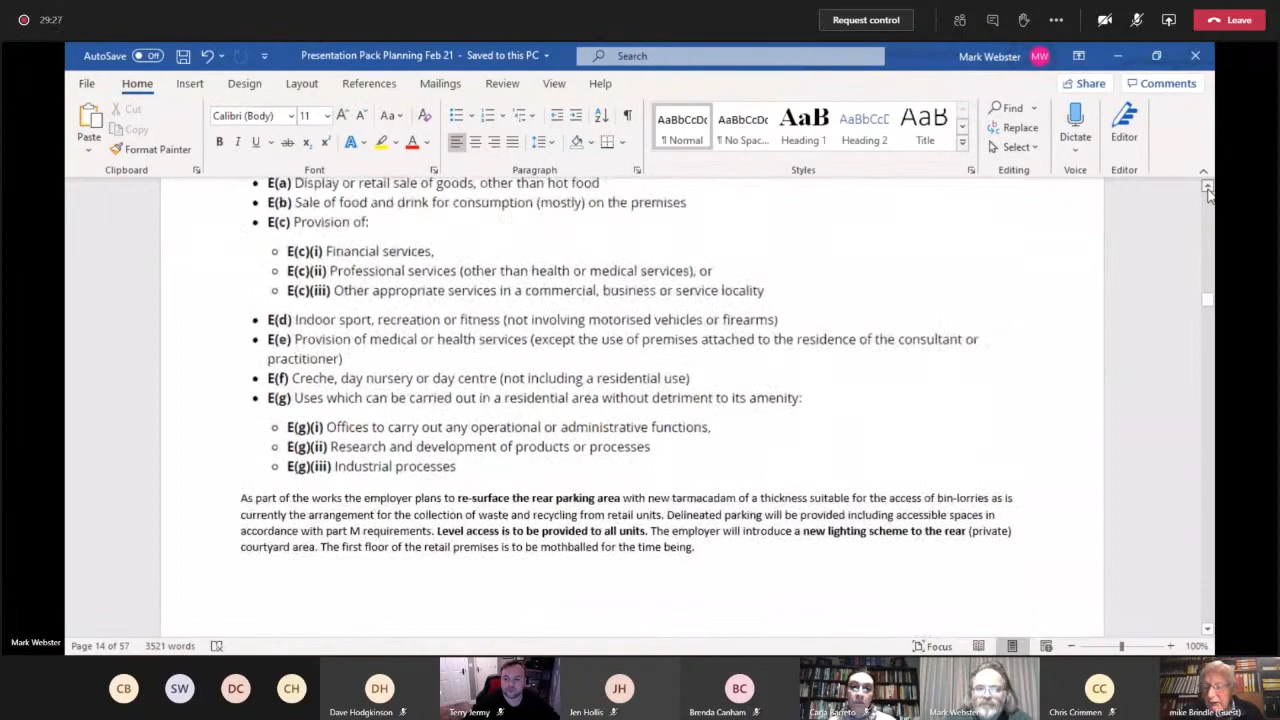 29:27
Request control
Leave
AutoSave Off
Presentation Pack Planning Feb 21 - Saved to this PC
Search
Mark Webster MW
File Home Insert Draw Design Layout References Mailings Review View Help
Share Comments
Paste
Cut
Copy
Format Painter
Clipboard
Calibri (Body) 11
Font
Paragraph
AaBbCcDc AaBbCcDc AaB AaBbCcD AaB
¶ Normal ¶ No Spac... Heading 1 Heading 2 Title
Styles
Find
Replace
Select
Editing
Dictate
Voice
Editor
Editor
• E(a) Display or retail sale of goods, other than hot food
• E(b) Sale of food and drink for consumption (mostly) on the premises
• E(c) Provision of:
o E(c)(i) Financial services,
o E(c)(ii) Professional services (other than health or medical services), or
o E(c)(iii) Other appropriate services in a commercial, business or service locality
• E(d) Indoor sport, recreation or fitness (not involving motorised vehicles or firearms)
• E(e) Provision of medical or health services (except the use of premises attached to the residence of the consultant or
practitioner)
• E(f) Creche, day nursery or day centre (not including a residential use)
• E(g) Uses which can be carried out in a residential area without detriment to its amenity:
o E(g)(i) Offices to carry out any operational or administrative functions,
o E(g)(ii) Research and development of products or processes
o E(g)(iii) Industrial processes
As part of the works the employer plans to re-surface the rear parking area with new tarmacadam of a thickness suitable for the access of bin-lorries as is
currently the arrangement for the collection of waste and recycling from retail units. Delineated parking will be provided including accessible spaces in
accordance with part M requirements. Level access is to be provided to all units. The employer will introduce a new lighting scheme to the rear (private)
courtyard area. The first floor of the retail premises is to be mothballed for the time being.
Mark Webster
Page 14 of 57 3521 words
Focus
100%
CB SW DC CH DH JH BC CC
Dave Hodgkinson Terry Jermy Jen Hollis Brenda Canham Carla Barreto Mark Webster Chris Crimmen mike Brindle (Guest)